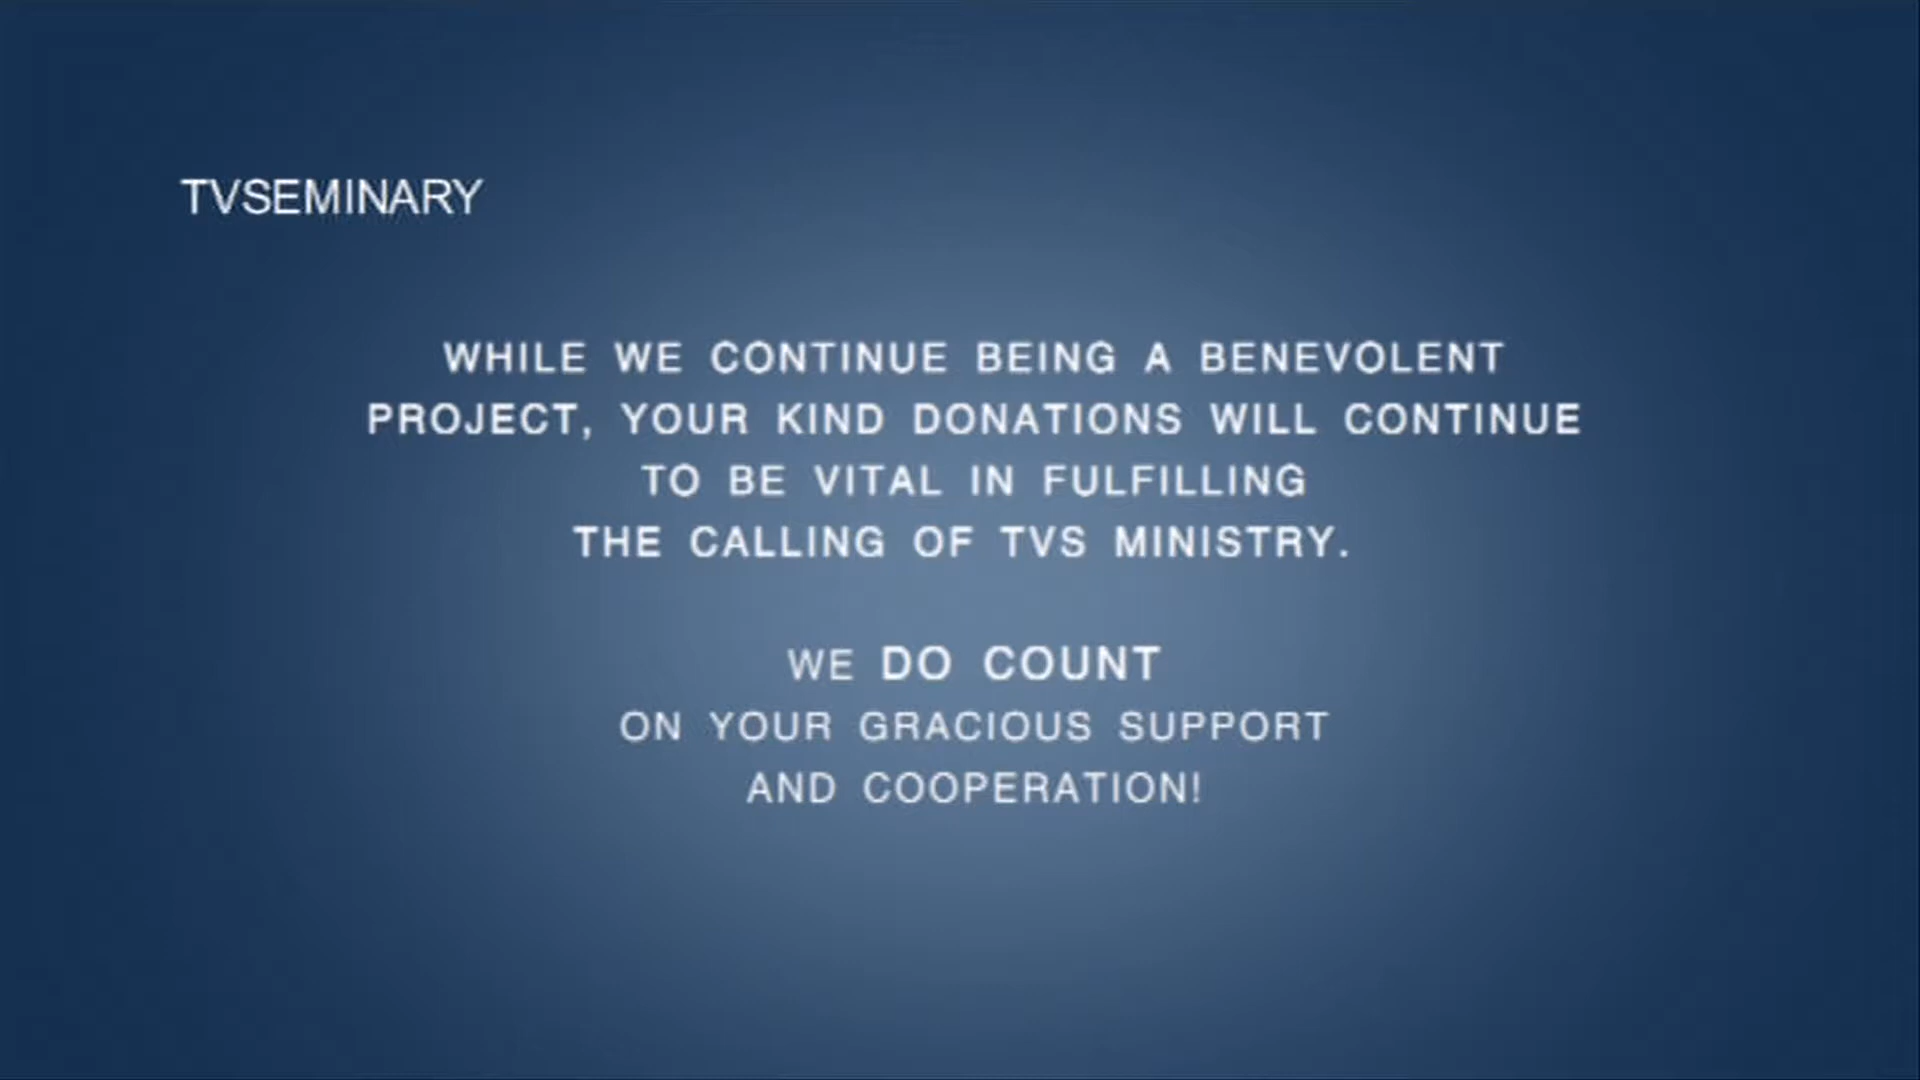 TVSEMINARY
WHILE WE CONTINUE BEING A BENEVOLENT
PROJECT, YOUR KIND DONATIONS WILL CONTINUE
TO BE VITAL IN FULFILLING
THE CALLING OF TVS MINISTRY.
WE DO COUNT
ON YOUR GRACIOUS SUPPORT
AND COOPERATION!